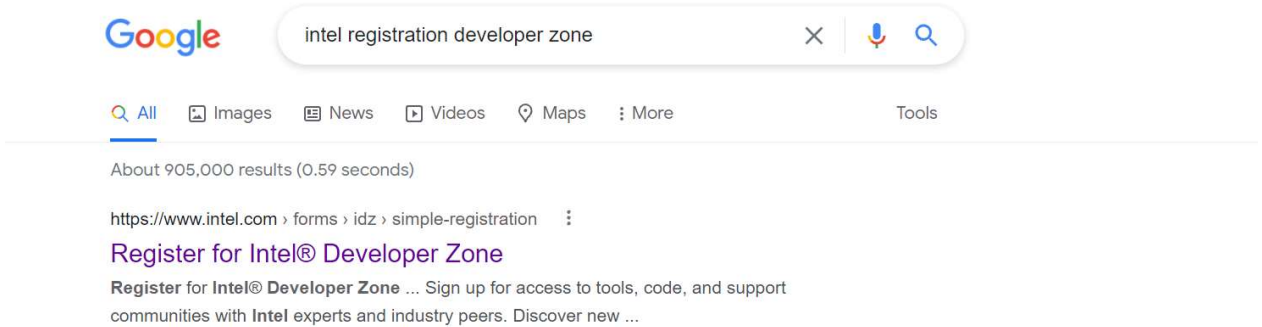 Google intel registration developer zone
All Images News Videos Maps More Tools
About 905,000 results (0.59 seconds)
https://www.intel.com › forms › idz › simple-registration
Register for Intel® Developer Zone
Register for Intel® Developer Zone ... Sign up for access to tools, code, and support
communities with Intel experts and industry peers. Discover new ...